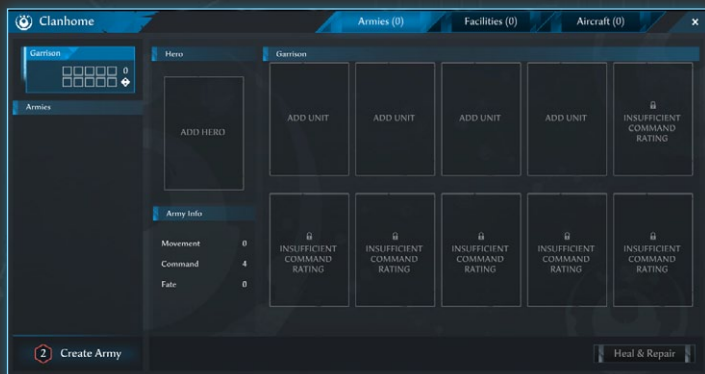 Clanhome
Armies (0)
Facilities (0)
Aircraft (0)
×
Garrison
0
Armies
Hero
ADD HERO
Army Info
Movement 0
Command 4
Fate 0
Garrison
ADD UNIT
ADD UNIT
ADD UNIT
ADD UNIT
INSUFFICIENT
COMMAND
RATING
INSUFFICIENT
COMMAND
RATING
INSUFFICIENT
COMMAND
RATING
INSUFFICIENT
COMMAND
RATING
INSUFFICIENT
COMMAND
RATING
INSUFFICIENT
COMMAND
RATING
2 Create Army
Heal & Repair